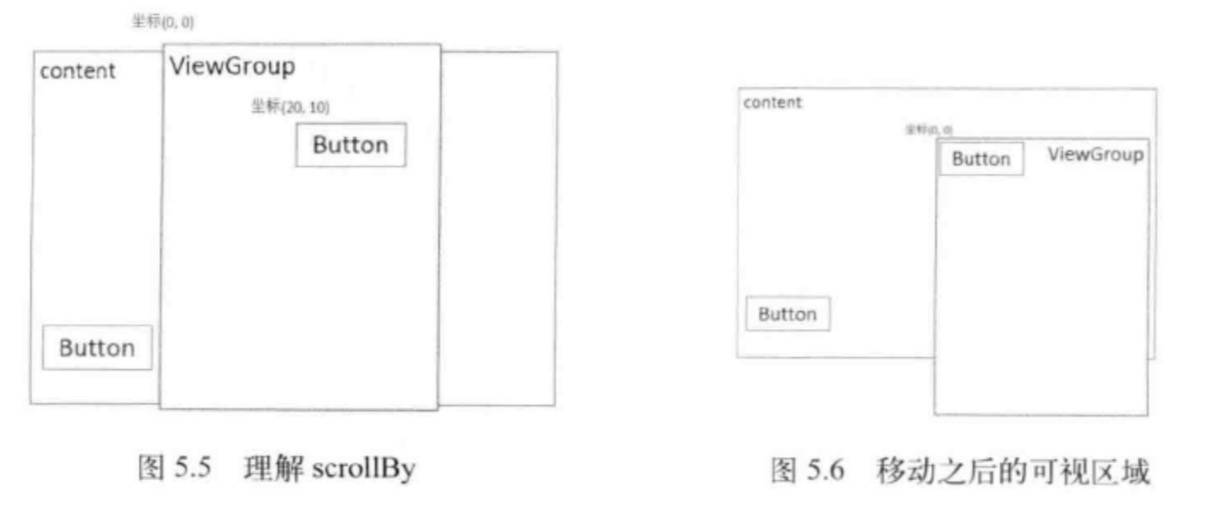 坐标(0, 0)
content
ViewGroup
坐标(20, 10)
Button
Button
图 5.5 理解 scrollBy
content
坐标(0, 0)
Button
ViewGroup
Button
图 5.6 移动之后的可视区域